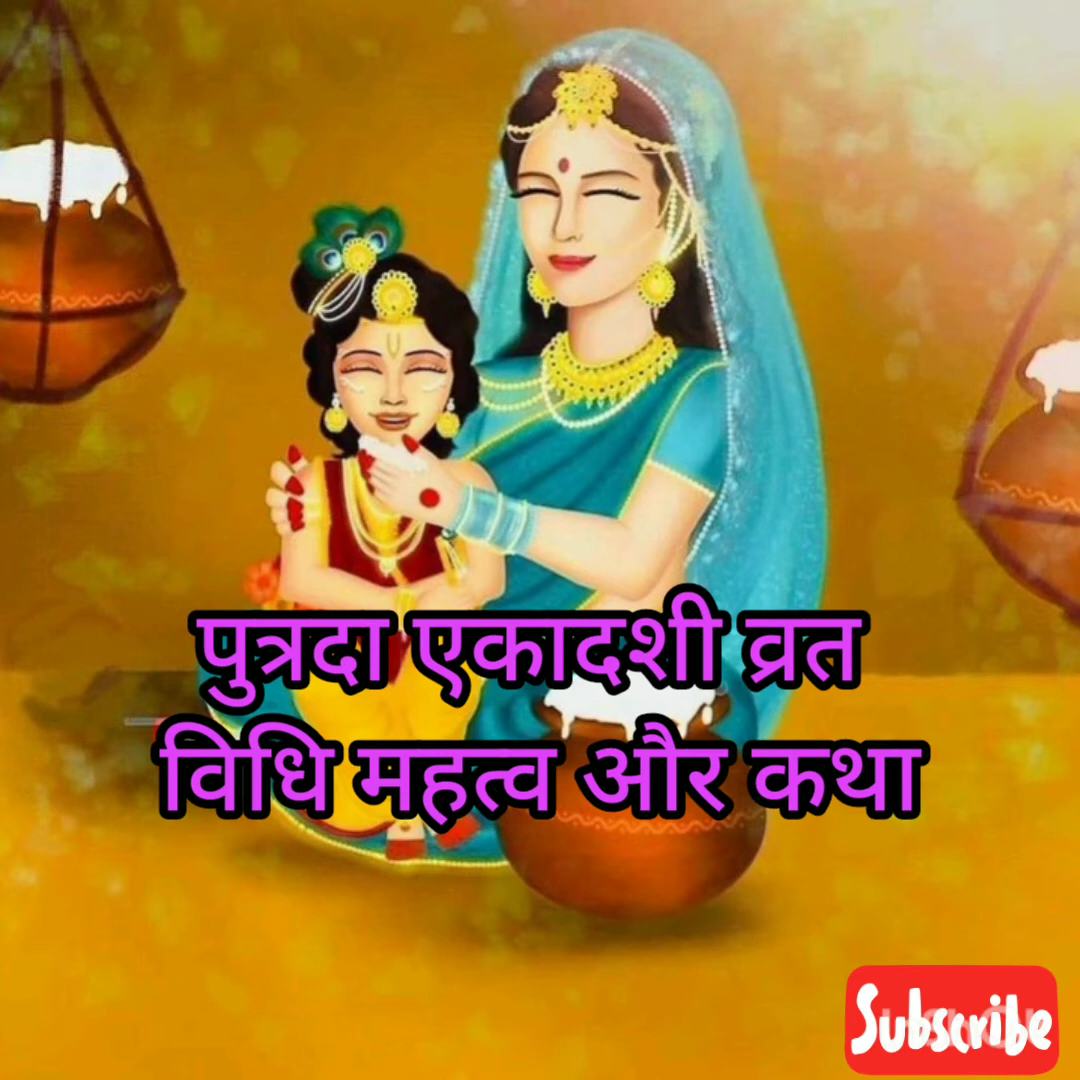 पुत्रदा एकादशी व्रत
विधि महत्व और कथा
Subscribe